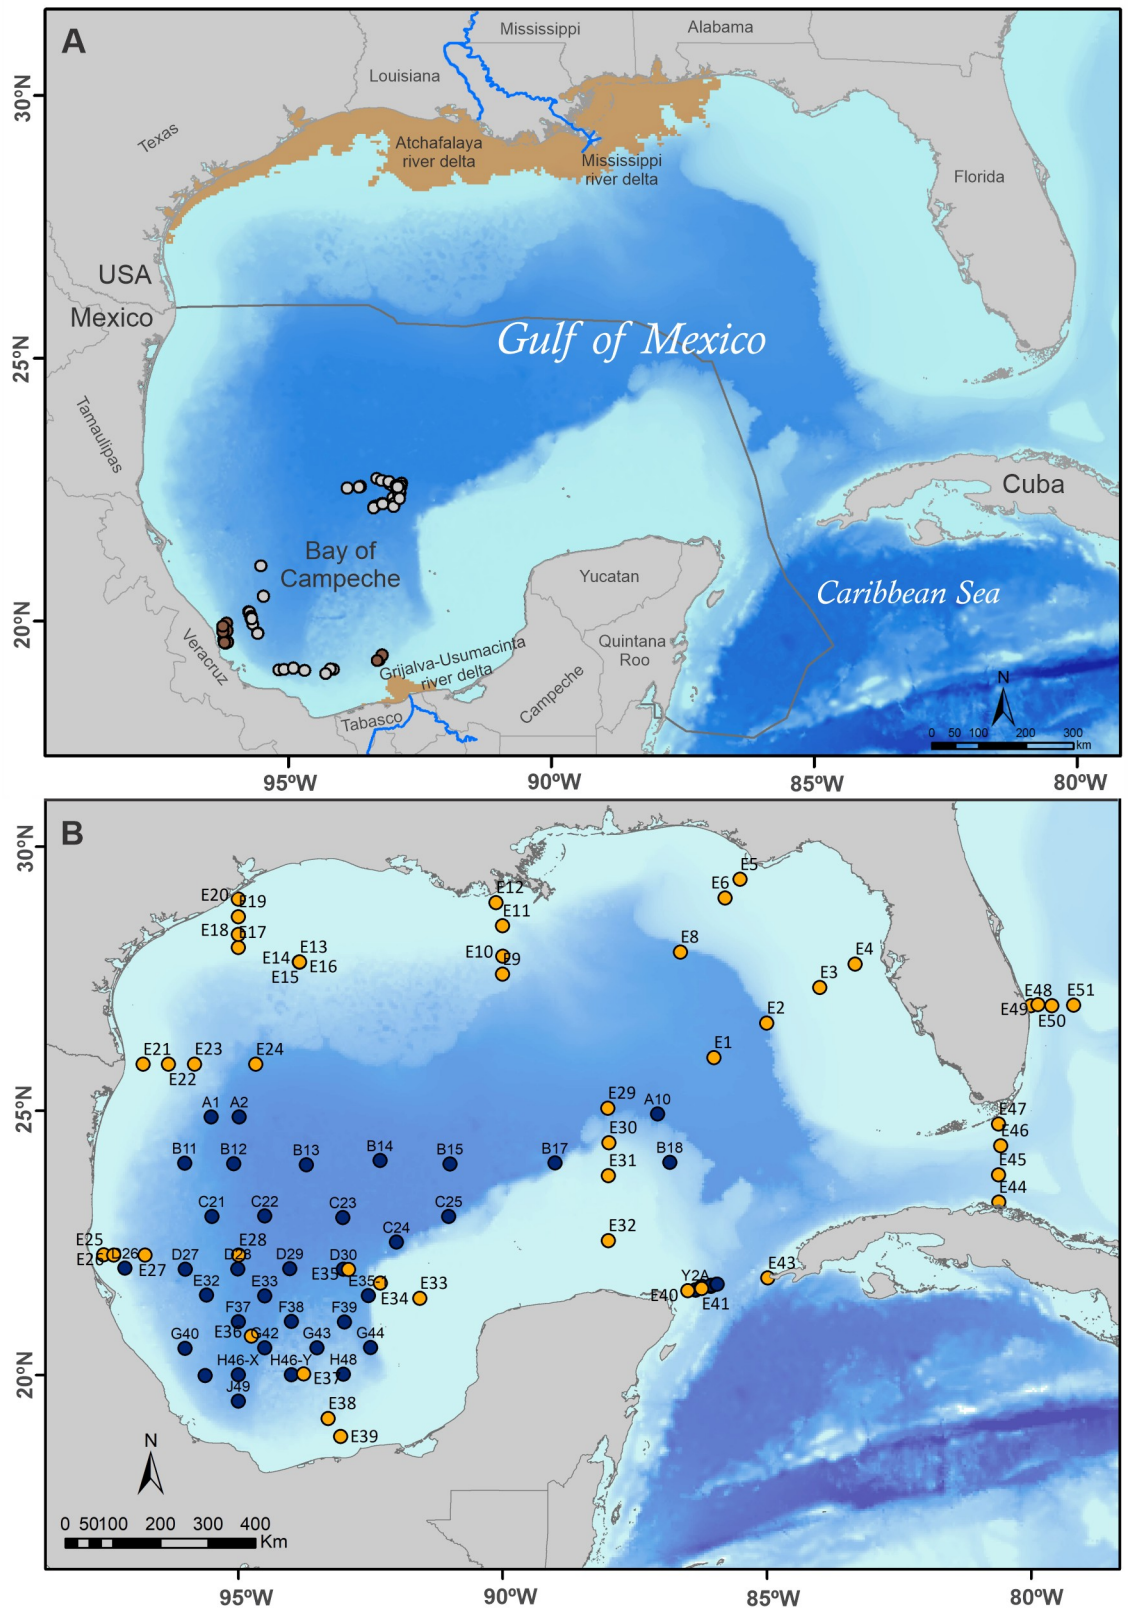 A
Mississippi
Alabama
Louisiana
30°N
Texas
Atchafalaya
river delta
Mississippi
river delta
Florida
USA
Mexico
Gulf of Mexico
25°N
Tamaulipas
Cuba
Bay of
Campeche
Yucatan
Caribbean Sea
20°N
Veracruz
Quintana
Roo
Grijalva-Usumacinta
river delta
Campeche
Tabasco
N
0 50 100 200 300
km
95°W 90°W 85°W 80°W
B
30°N
E5
E6
E12
E20
E19
E11
E18
E17
E13
E14
E16
E15
E10
E9
E8
E4
E3
E48
E51
E49
E50
E2
E21
E23
E24
E22
E1
25°N
A1
A2
E29
A10
E47
E30
E46
B11
B12
B13
B14
B15
B17
B18
E31
E45
E44
C21
C22
C23
C25
C24
E32
E25
E26
D26
E27
D27
D28
E28
D29
D30
E35
E35-1
E33
E34
E43
Y2A
E40
E41
E32
E33
F37
F38
F39
E36
G40
G42
G43
G44
20°N
H46-X
H46-Y
H48
E37
J49
E38
E39
N
0 50100 200 300 400
Km
95°W 90°W 85°W 80°W